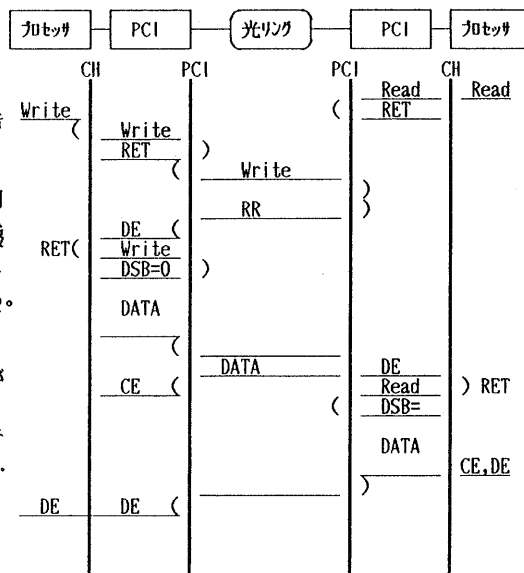 プロセッサ PCI 光リング PCI プロセッサ
CH PCI PCI CH
Read Read
Write ( RET
( Write
RET )
( Write
)
RR )
DE (
RET( Write
DSB=0 )
DATA
(
DATA DE
CE ( Read ) RET
( DSB=
DATA
CE,DE
)
DE DE (